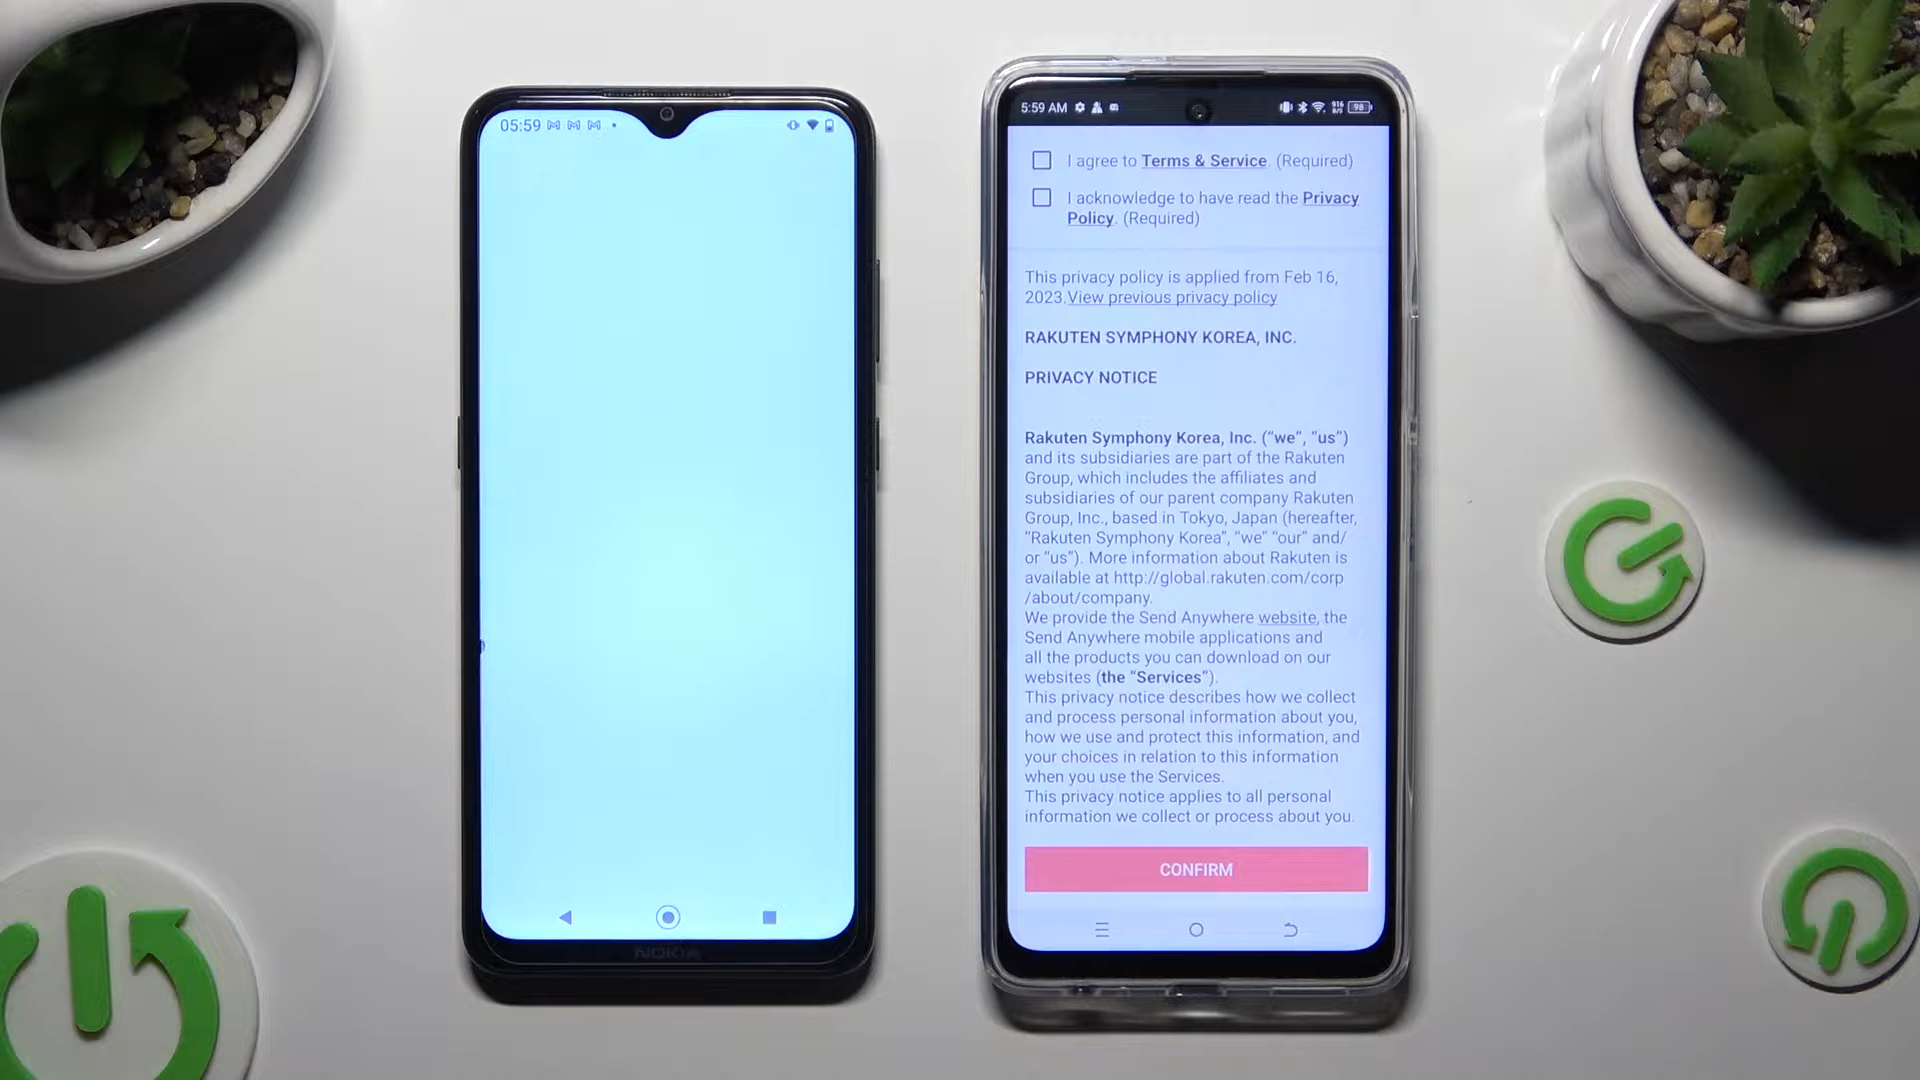 05:59
NOKIA
5:59 AM
916 B/S
98
I agree to Terms & Service. (Required)
I acknowledge to have read the Privacy
Policy. (Required)
This privacy policy is applied from Feb 16,
2023.View previous privacy policy
RAKUTEN SYMPHONY KOREA, INC.
PRIVACY NOTICE
Rakuten Symphony Korea, Inc. (“we”, “us”)
and its subsidiaries are part of the Rakuten
Group, which includes the affiliates and
subsidiaries of our parent company Rakuten
Group, Inc., based in Tokyo, Japan (hereafter,
“Rakuten Symphony Korea”, “we” “our” and/
or “us”). More information about Rakuten is
available at http://global.rakuten.com/corp
/about/company.
We provide the Send Anywhere website, the
Send Anywhere mobile applications and
all the products you can download on our
websites (the “Services”).
This privacy notice describes how we collect
and process personal information about you,
how we use and protect this information, and
your choices in relation to this information
when you use the Services.
This privacy notice applies to all personal
information we collect or process about you.
CONFIRM